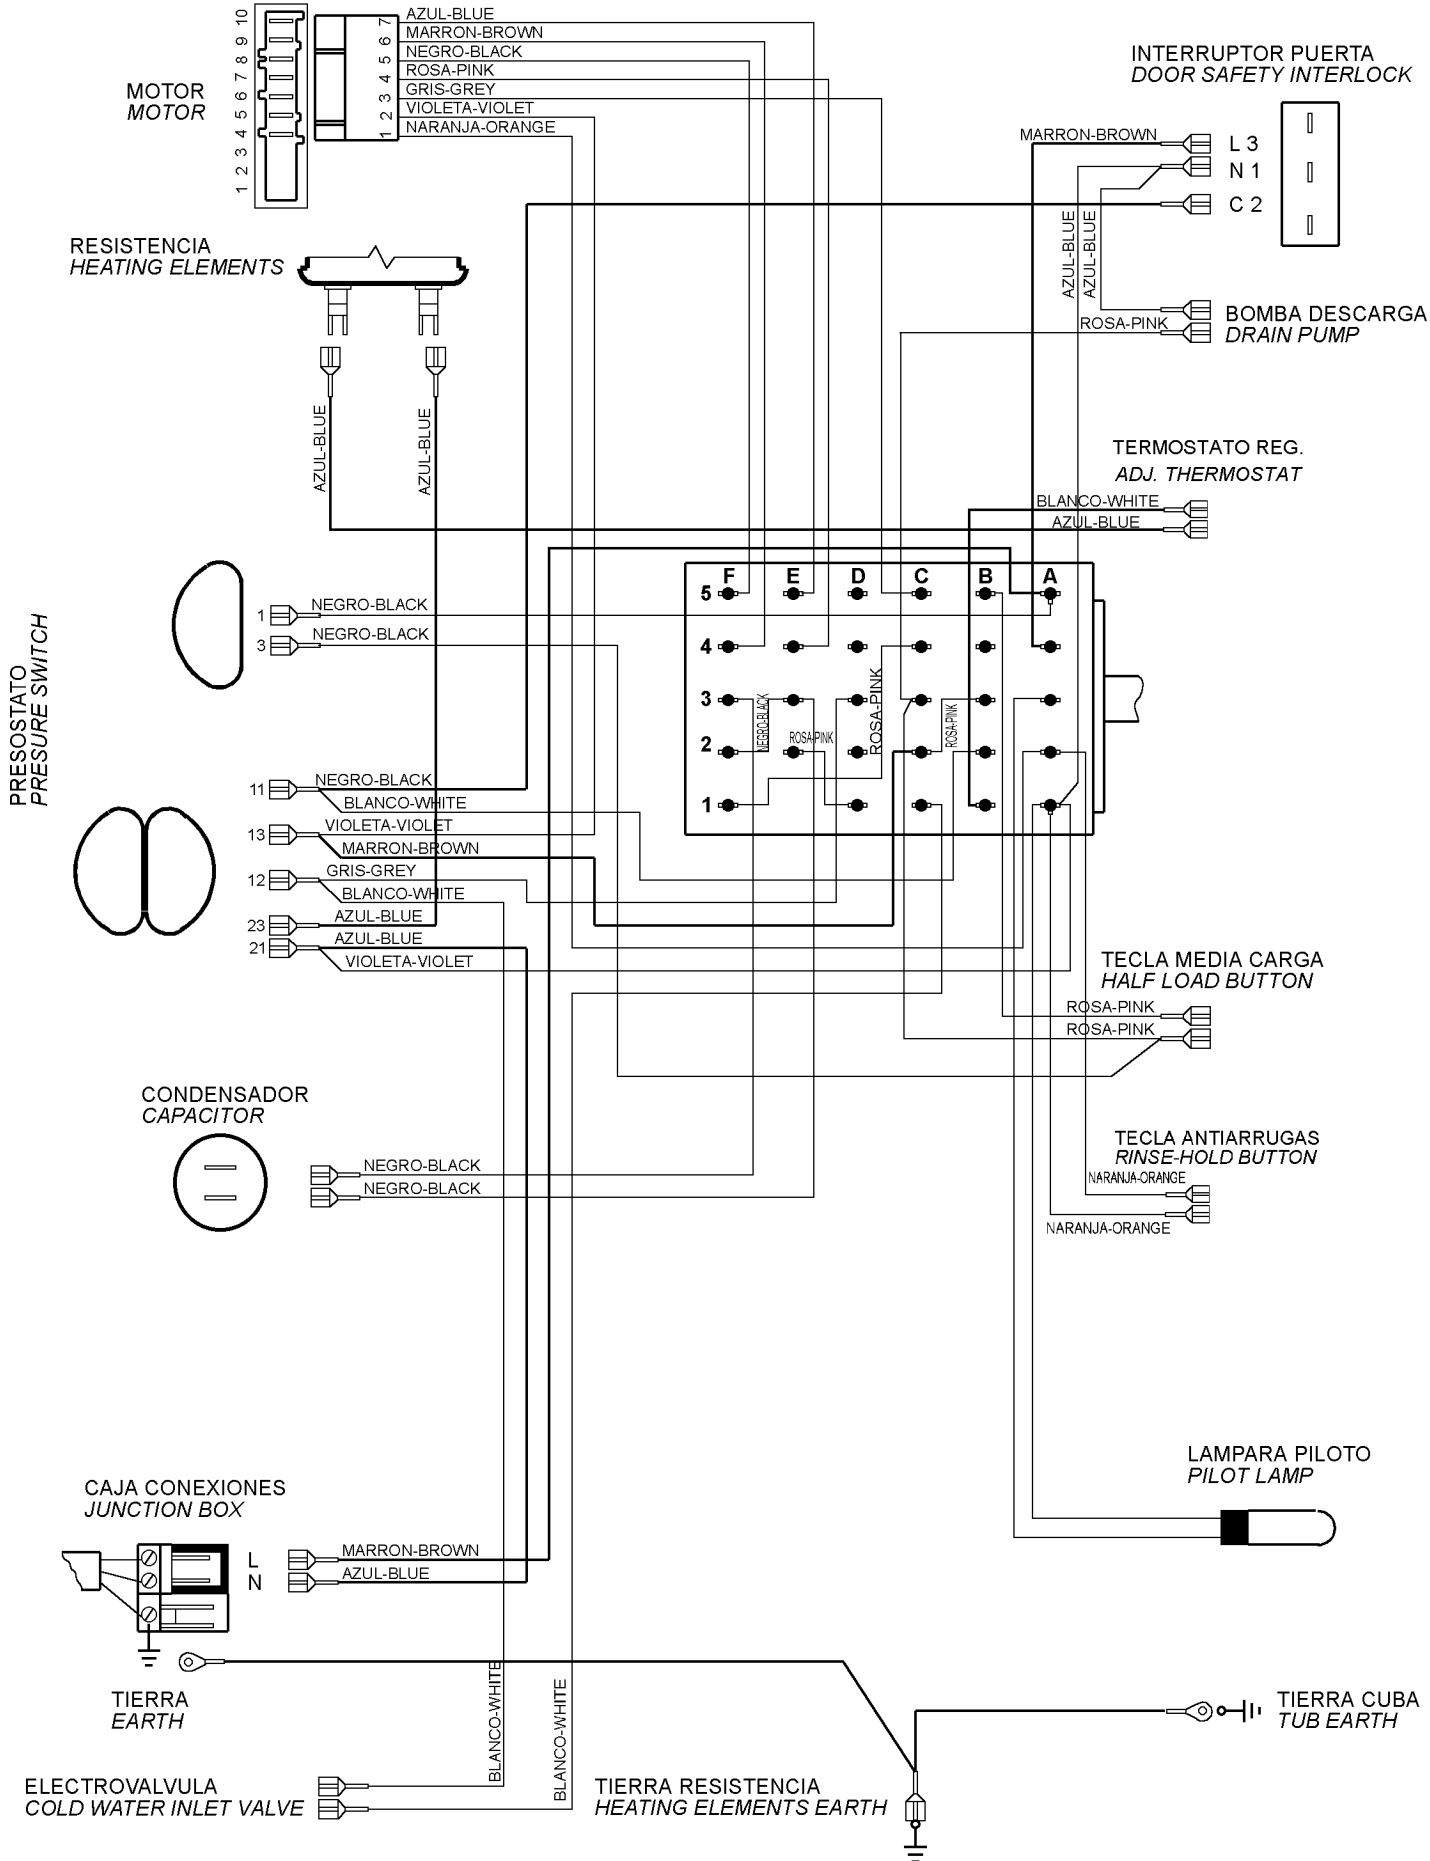 10
9
8
7
6
5
4
3
2
1
MOTOR
MOTOR
7
6
5
4
3
2
1
AZUL-BLUE
MARRON-BROWN
NEGRO-BLACK
ROSA-PINK
GRIS-GREY
VIOLETA-VIOLET
NARANJA-ORANGE
INTERRUPTOR PUERTA
DOOR SAFETY INTERLOCK
MARRON-BROWN
L 3
N 1
C 2
AZUL-BLUE
AZUL-BLUE
RESISTENCIA
HEATING ELEMENTS
AZUL-BLUE
AZUL-BLUE
ROSA-PINK
BOMBA DESCARGA
DRAIN PUMP
TERMOSTATO REG.
ADJ. THERMOSTAT
BLANCO-WHITE
AZUL-BLUE
F E D C B A
5
4
3
2
1
NEGRO-BLACK
ROSA-PINK
ROSA-PINK
ROSA-PINK
PRESOSTATO
PRESURE SWITCH
1
NEGRO-BLACK
3
NEGRO-BLACK
11
NEGRO-BLACK
BLANCO-WHITE
13
VIOLETA-VIOLET
MARRON-BROWN
12
GRIS-GREY
BLANCO-WHITE
23
AZUL-BLUE
21
AZUL-BLUE
VIOLETA-VIOLET
TECLA MEDIA CARGA
HALF LOAD BUTTON
ROSA-PINK
ROSA-PINK
CONDENSADOR
CAPACITOR
NEGRO-BLACK
NEGRO-BLACK
TECLA ANTIARRUGAS
RINSE-HOLD BUTTON
NARANJA-ORANGE
NARANJA-ORANGE
LAMPARA PILOTO
PILOT LAMP
CAJA CONEXIONES
JUNCTION BOX
L
N
MARRON-BROWN
AZUL-BLUE
TIERRA
EARTH
BLANCO-WHITE
BLANCO-WHITE
TIERRA CUBA
TUB EARTH
ELECTROVALVULA
COLD WATER INLET VALVE
TIERRA RESISTENCIA
HEATING ELEMENTS EARTH